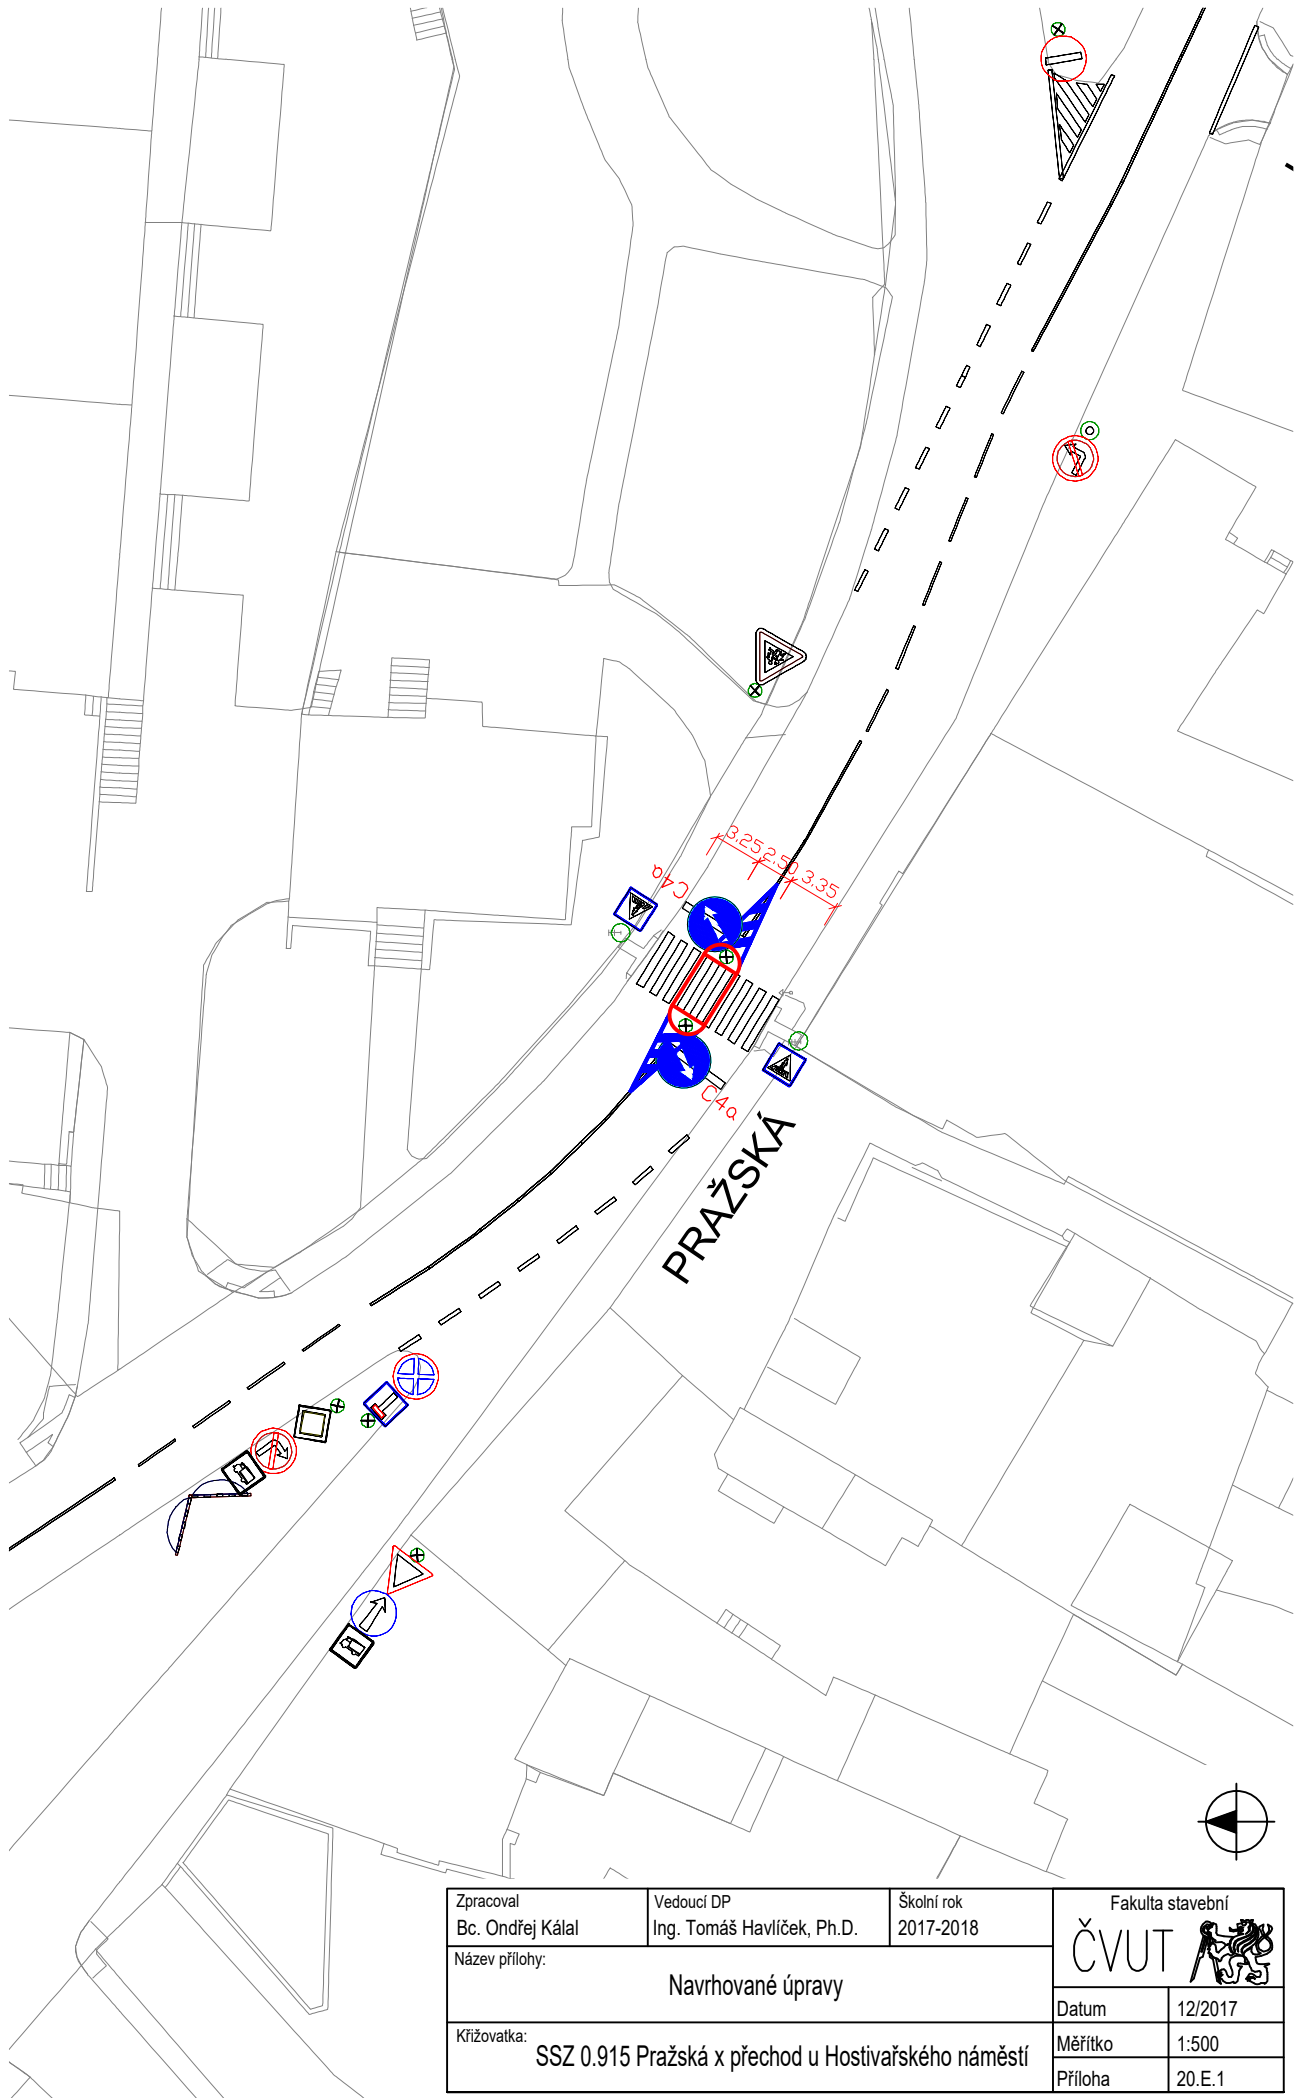 3.25 2.50 3.35
C4a
C4a
PRAŽSKÁ
Zpracoval
Bc. Ondřej Kálal
Vedoucí DP
Ing. Tomáš Havlíček, Ph.D.
Školní rok
2017-2018
Fakulta stavební
ČVUT
Název přílohy:
Navrhované úpravy
Datum 12/2017
Křižovatka:
SSZ 0.915 Pražská x přechod u Hostivařského náměstí
Měřítko 1:500
Příloha 20.E.1